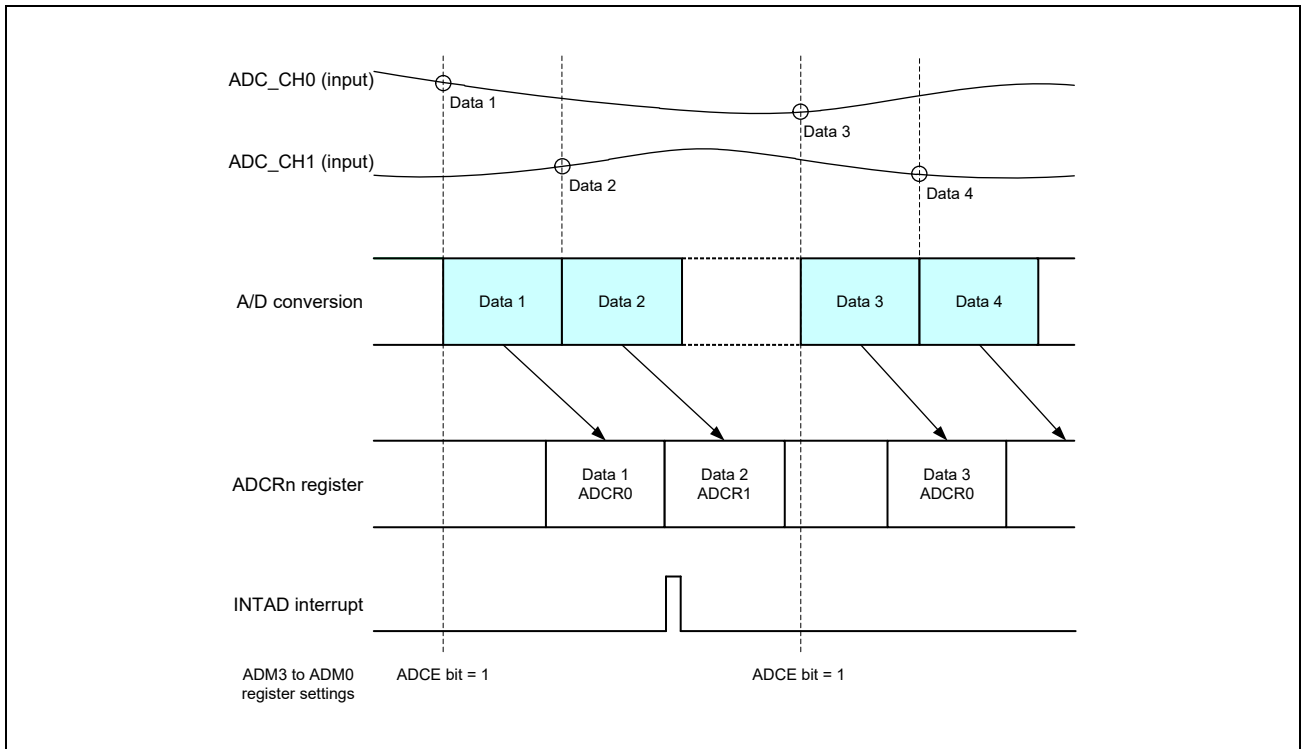 ADC_CH0 (input)
Data 1
Data 3
ADC_CH1 (input)
Data 2
Data 4
A/D conversion
Data 1
Data 2
Data 3
Data 4
ADCRn register
Data 1
ADCR0
Data 2
ADCR1
Data 3
ADCR0
INTAD interrupt
ADM3 to ADM0
register settings
ADCE bit = 1
ADCE bit = 1